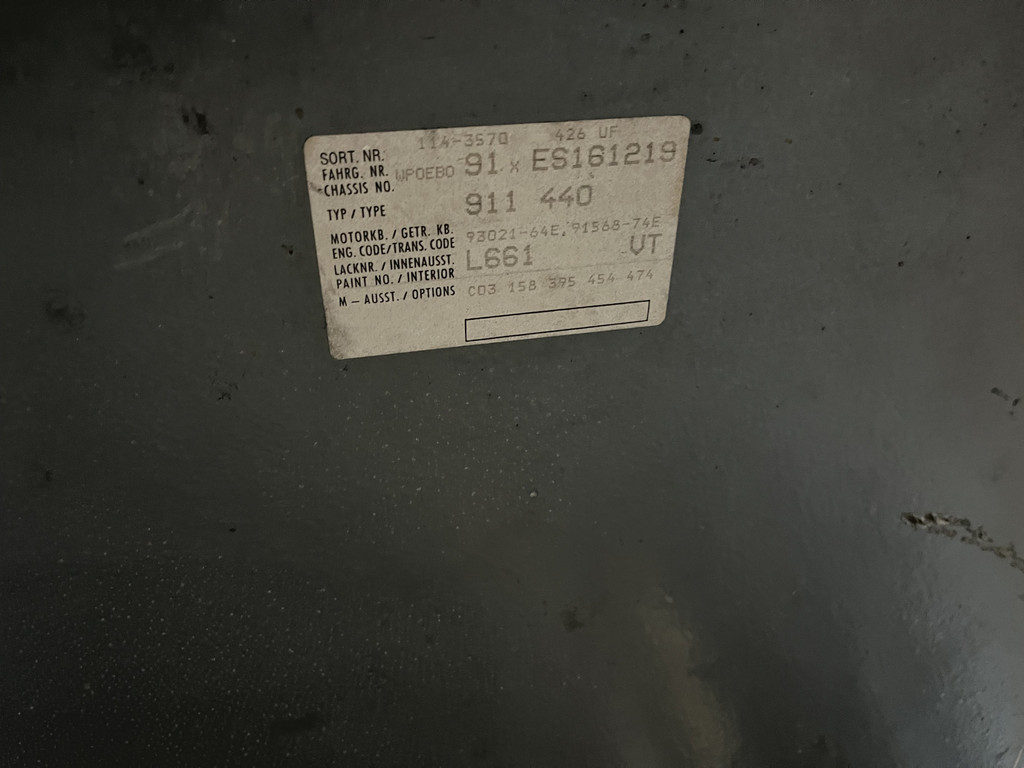 114-3570 426 UF
SORT. NR.
FAHRG. NR. WPOEBO 91 x ES161219
CHASSIS NO.
TYP / TYPE 911 440
MOTORKB. / GETR. KB. 93021-64E, 91568-74E
ENG. CODE/TRANS. CODE
LACKNR. / INNENAUSST. L661 VT
PAINT NO. / INTERIOR
M – AUSST. / OPTIONS C03 158 395 454 474